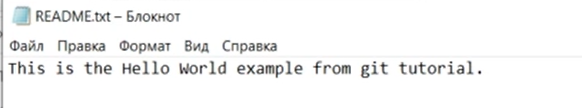 README.txt – Блокнот
Файл Правка Формат Вид Справка
This is the Hello World example from git tutorial.